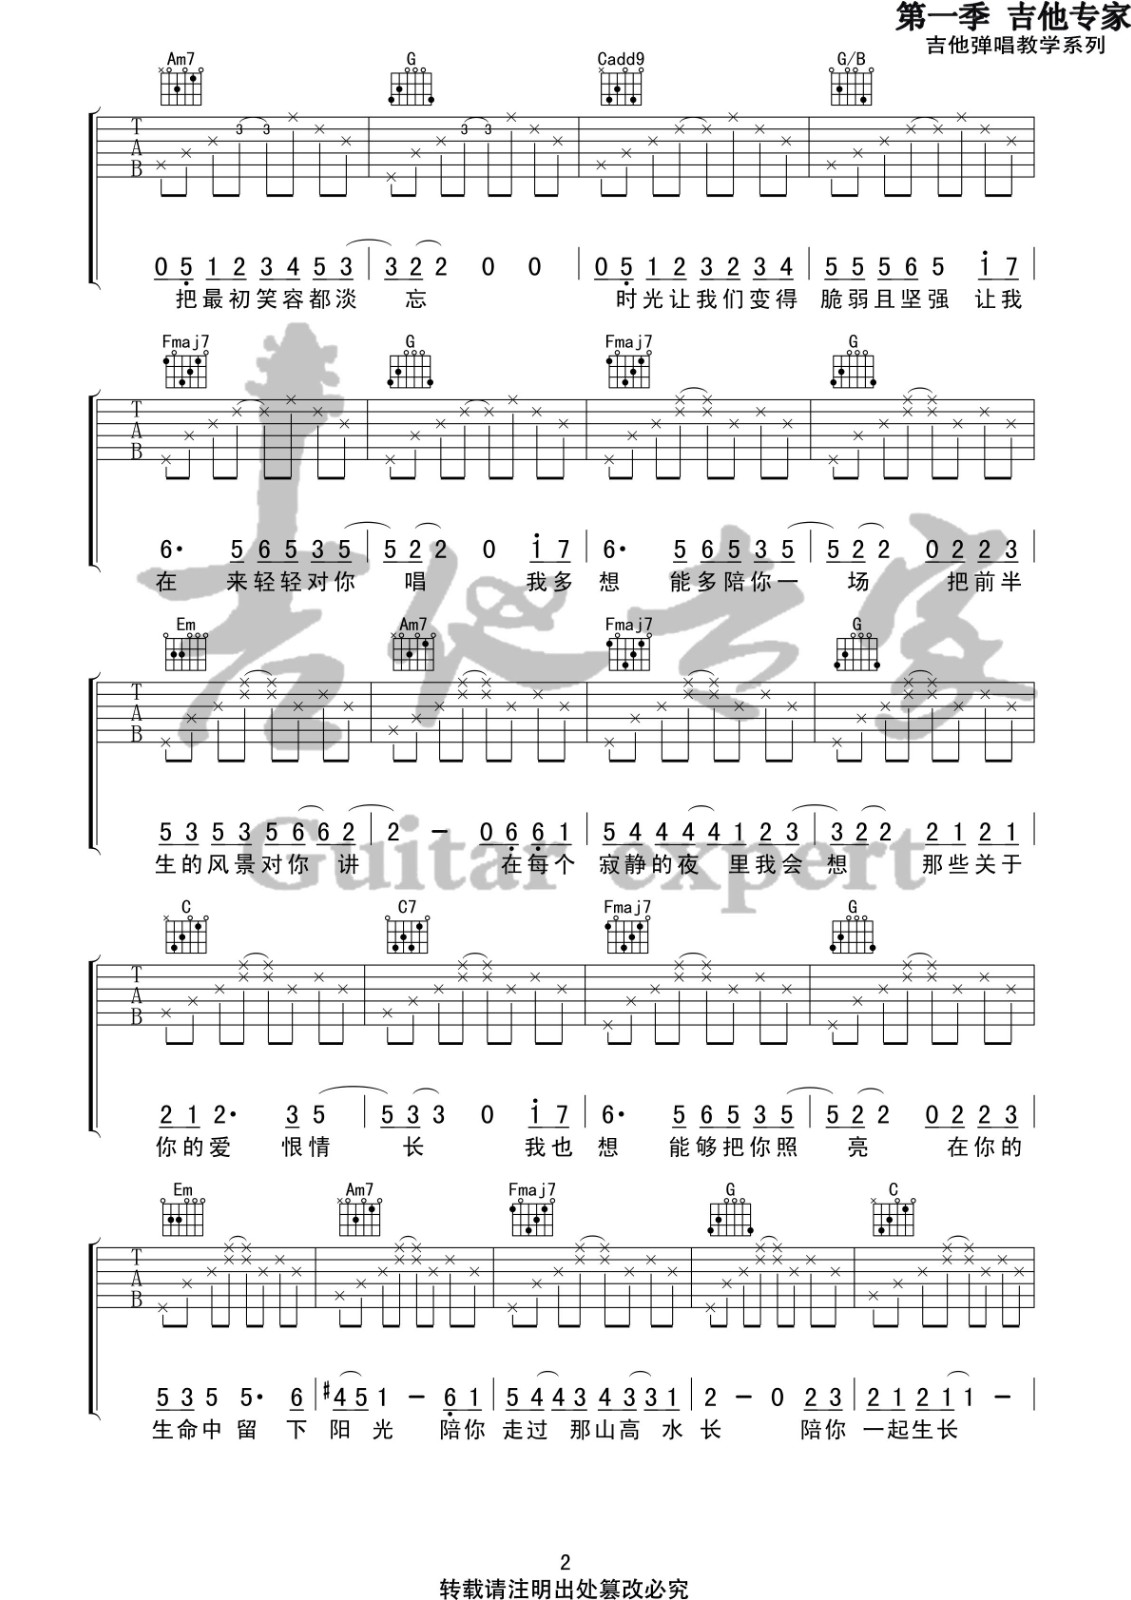 第一季 吉他专家
吉他弹唱教学系列
Am7 G Cadd9 G/B
T A B 3 3 3 3
0 5 1 2 3 4 5 3 3 2 2 0 0 0 5 1 2 3 2 3 4 5 5 5 6 5 1 7
把最初笑容都淡 忘 时光让我们变得 脆弱且坚强 让我
Fmaj7 G Fmaj7 G
T A B
6· 5 6 5 3 5 5 2 2 0 1 7 6· 5 6 5 3 5 5 2 2 0 2 2 3
在 来轻轻对你 唱 我多 想 能多陪你一 场 把前半
Em Am7 Fmaj7 G
T A B
5 3 5 3 5 6 6 2 2 - 0 6 6 1 5 4 4 4 4 1 2 3 3 2 2 2 1 2 1
生的风景对你 讲 在每个 寂静的夜 里我会 想 那些关于
Guitar expert
C C7 Fmaj7 G
T A B
2 1 2· 3 5 5 3 3 0 1 7 6· 5 6 5 3 5 5 2 2 0 2 2 3
你的爱 恨情 长 我也 想 能够把你照 亮 在你的
Em Am7 Fmaj7 G C
T A B
5 3 5 5· 6 #4 5 1 - 6 1 5 4 4 3 4 3 3 1 2 - 0 2 3 2 1 2 1 1 -
生命中 留 下 阳 光 陪你 走过 那山高 水 长 陪你 一起生长
2
转载请注明出处篡改必究